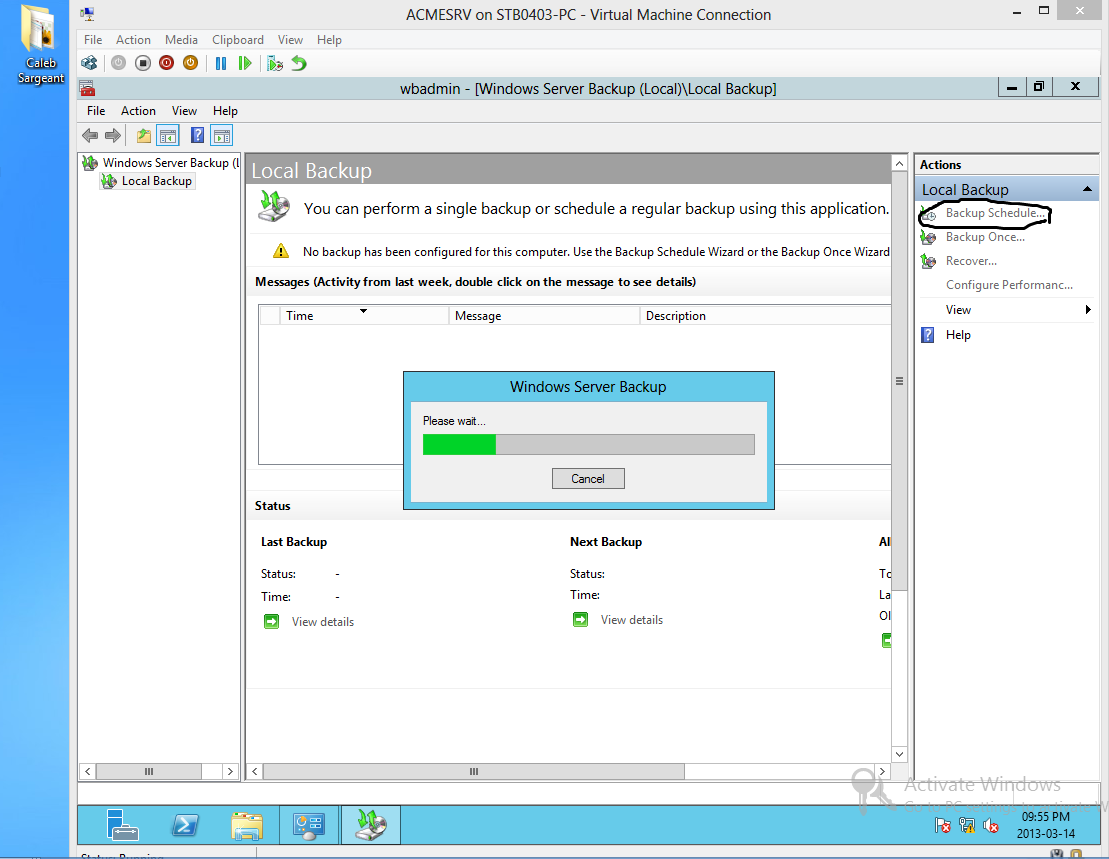 ACMESRV on STB0403-PC - Virtual Machine Connection
Caleb
Sargeant
File Action Media Clipboard View Help
wbadmin - [Windows Server Backup (Local)\Local Backup]
File Action View Help
Windows Server Backup (L
Local Backup
Local Backup
You can perform a single backup or schedule a regular backup using this application.
No backup has been configured for this computer. Use the Backup Schedule Wizard or the Backup Once Wizard
Messages (Activity from last week, double click on the message to see details)
Time Message Description
Windows Server Backup
Please wait...
Cancel
Status
Last Backup Next Backup Al
Status: - Status: To
Time: - Time: La
View details View details Ol
Actions
Local Backup
Backup Schedule...
Backup Once...
Recover...
Configure Performanc...
View
Help
Activate Windows
Go to PC settings to activate W
09:55 PM
2013-03-14
Status: Running